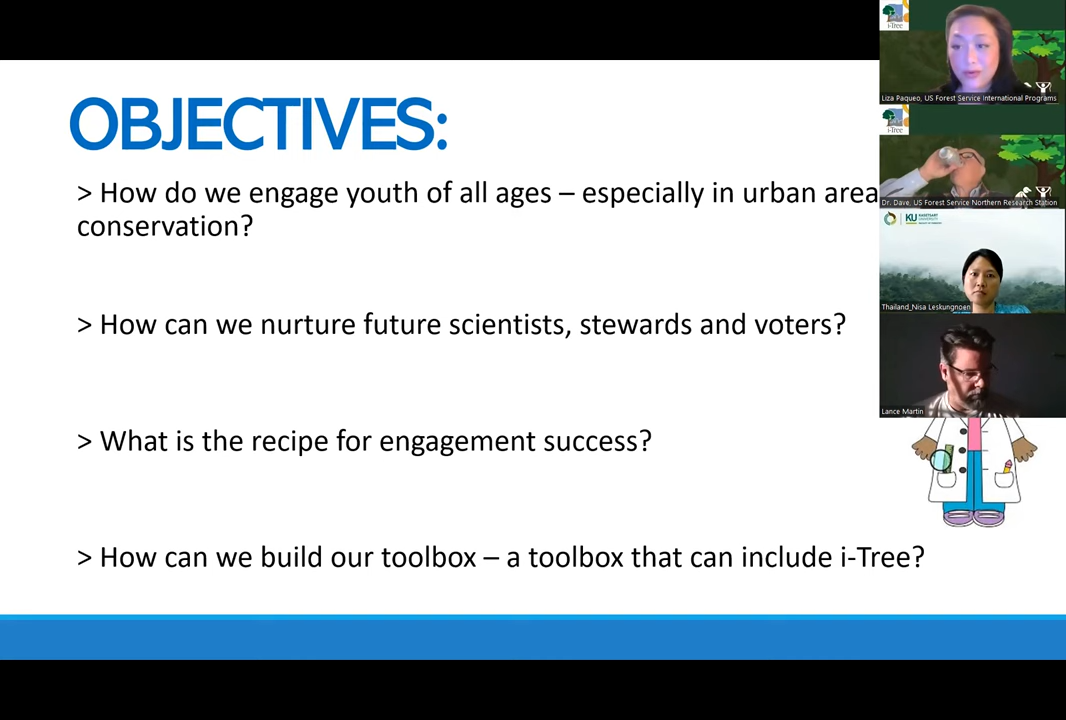 OBJECTIVES:
> How do we engage youth of all ages – especially in urban area
conservation?
> How can we nurture future scientists, stewards and voters?
> What is the recipe for engagement success?
> How can we build our toolbox – a toolbox that can include i-Tree?
i-Tree
Liza Paqueo, US Forest Service International Programs
i-Tree
Dr. Dave, US Forest Service Northern Research Station
KU KASETSART
UNIVERSITY
Thailand_Nisa Leskungnoen
Lance Martin